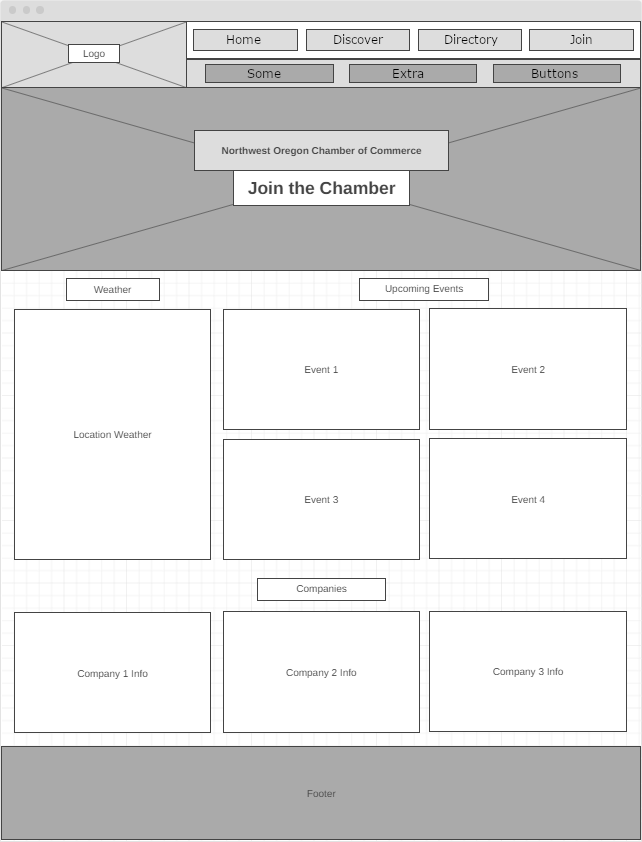 Logo
Home
Discover
Directory
Join
Some
Extra
Buttons
Northwest Oregon Chamber of Commerce
Join the Chamber
Weather
Upcoming Events
Location Weather
Event 1
Event 2
Event 3
Event 4
Companies
Company 1 Info
Company 2 Info
Company 3 Info
Footer